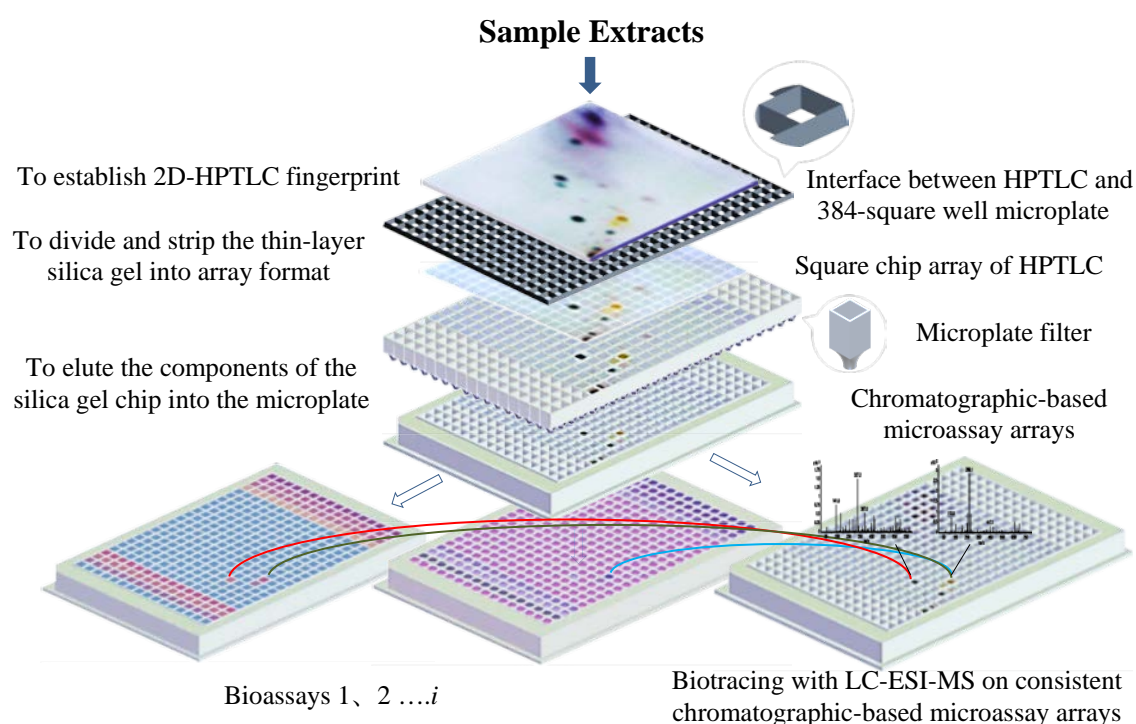 Sample Extracts
To establish 2D-HPTLC fingerprint
Interface between HPTLC and
384-square well microplate
To divide and strip the thin-layer
silica gel into array format
Square chip array of HPTLC
Microplate filter
To elute the components of the
silica gel chip into the microplate
Chromatographic-based
microassay arrays
Bioassays 1、2 ….i
Biotracing with LC-ESI-MS on consistent
chromatographic-based microassay arrays